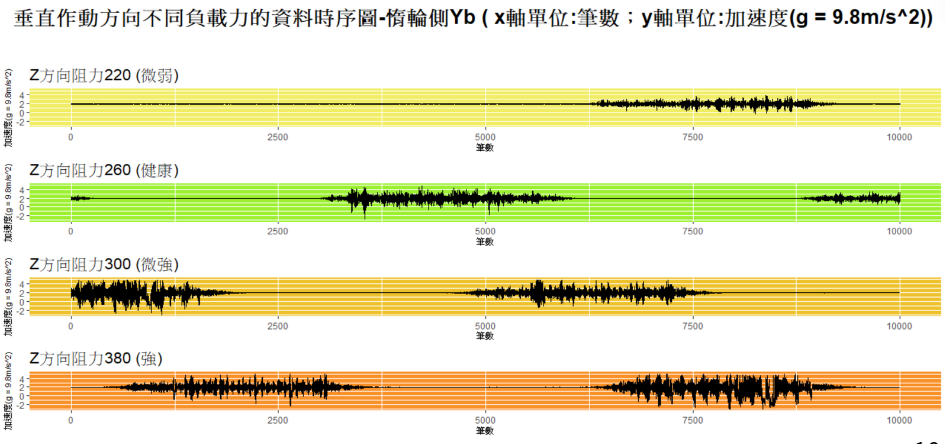 垂直作動方向不同負載力的資料時序圖-惰輪側Yb ( x軸單位:筆數；y軸單位:加速度(g = 9.8m/s^2))
Z方向阻力220 (微弱)
加速度(g = 9.8m/s^2)
4
2
0
-2
0 2500 5000 7500 10000
筆數
Z方向阻力260 (健康)
加速度(g = 9.8m/s^2)
4
2
0
-2
0 2500 5000 7500 10000
筆數
Z方向阻力300 (微強)
加速度(g = 9.8m/s^2)
4
2
0
-2
0 2500 5000 7500 10000
筆數
Z方向阻力380 (強)
加速度(g = 9.8m/s^2)
4
2
0
-2
0 2500 5000 7500 10000
筆數